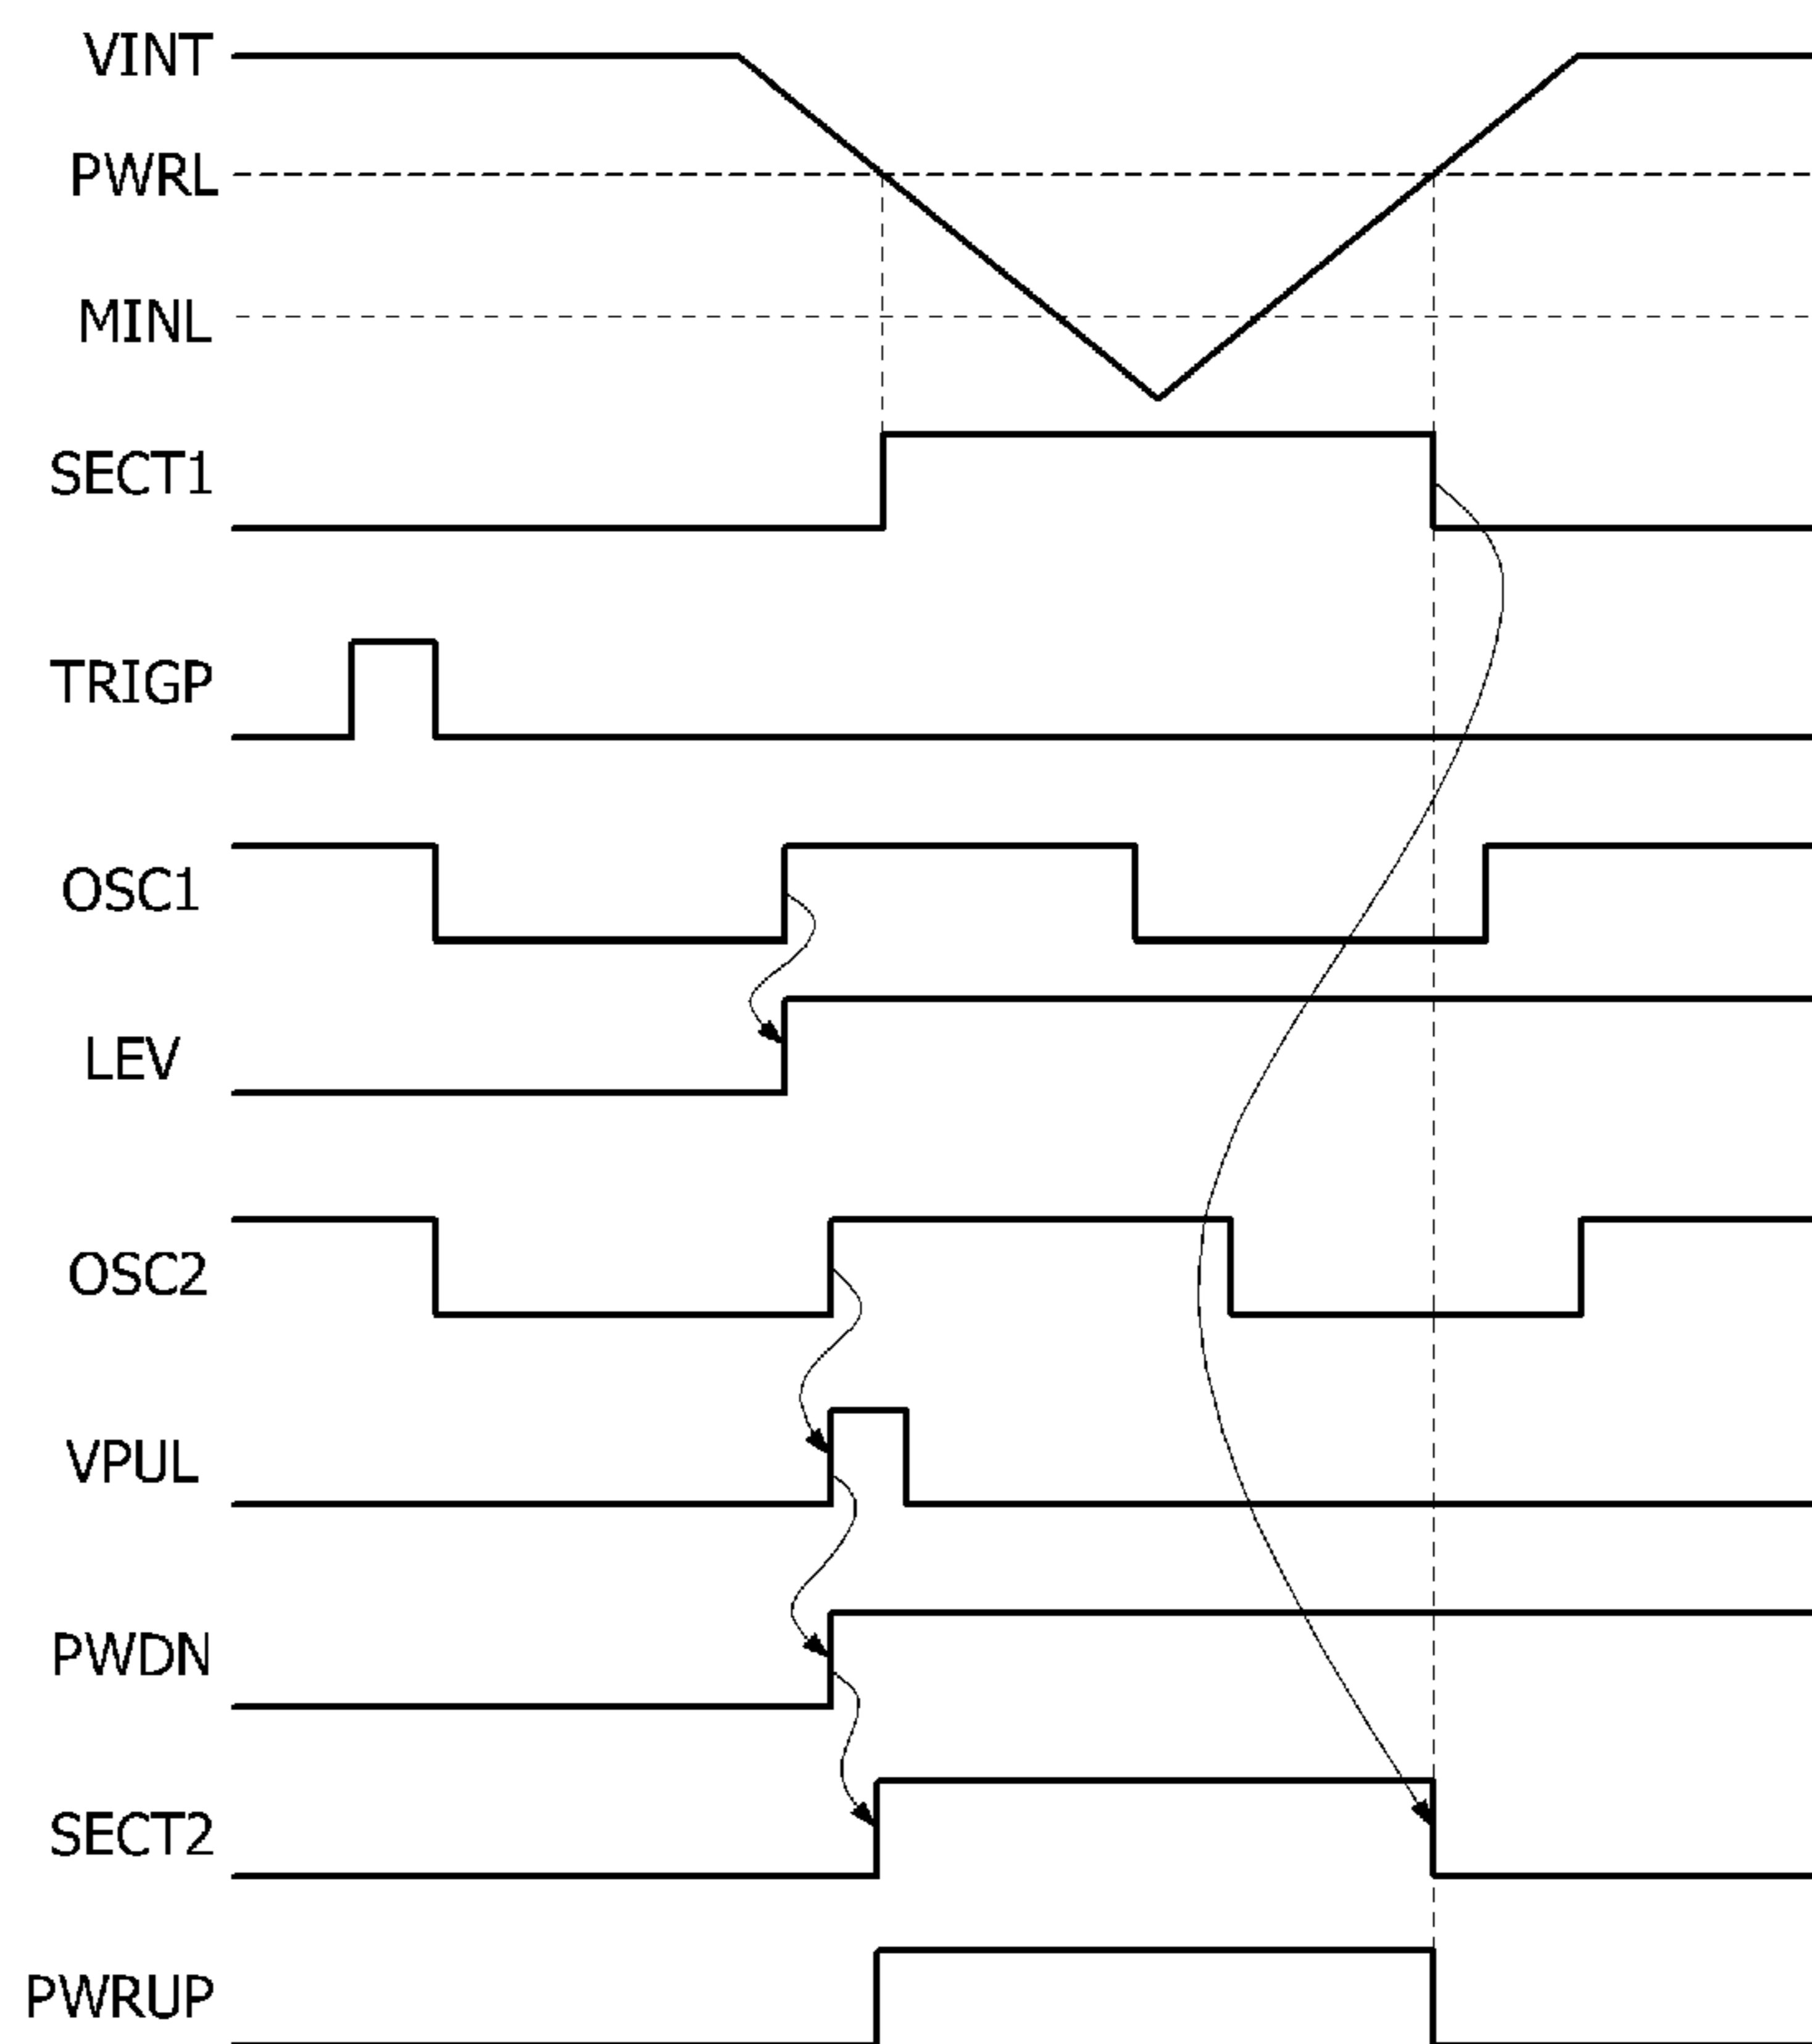 VINT
PWRL
MINL
SECT1
TRIGP
OSC1
LEV
OSC2
VPUL
PWDN
SECT2
PWRUP